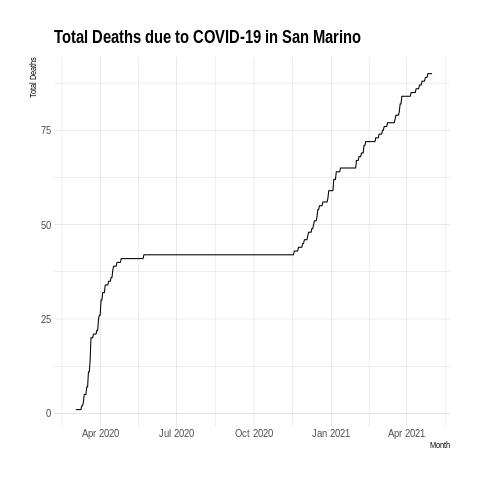 Total Deaths due to COVID-19 in San Marino
Total Deaths
75
50
25
0
Apr 2020 Jul 2020 Oct 2020 Jan 2021 Apr 2021
Month